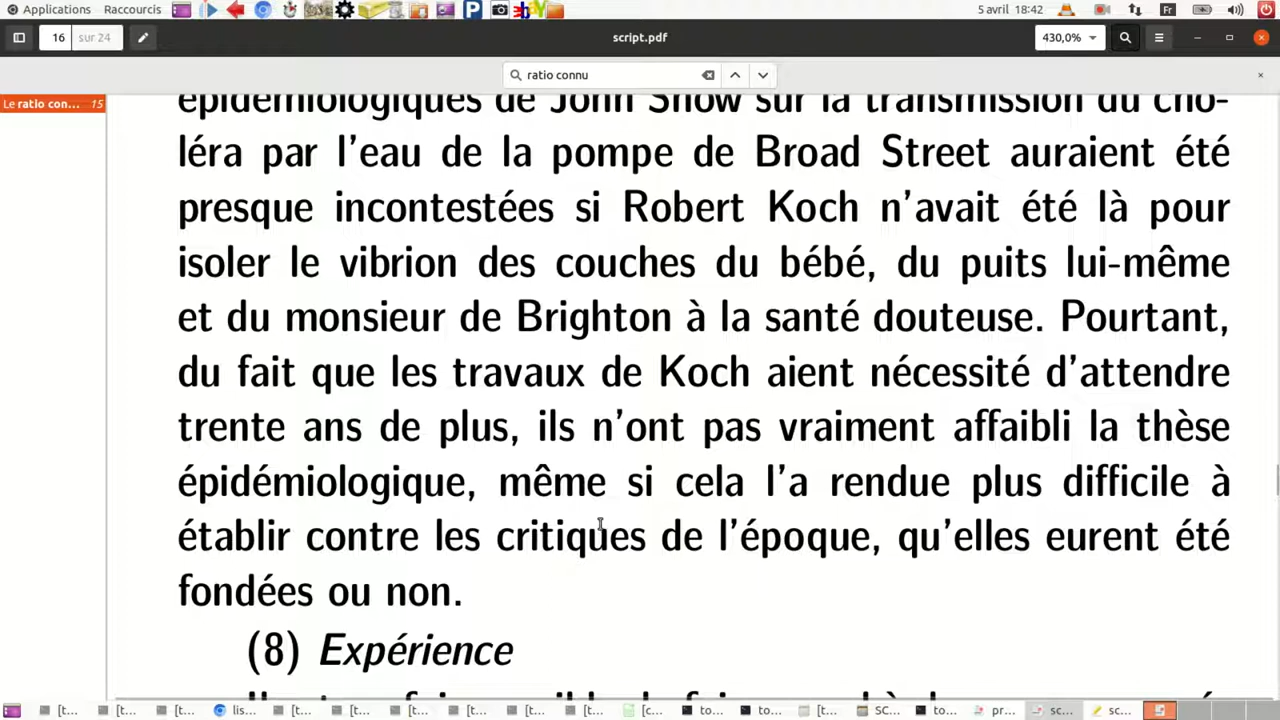 Applications Raccourcis 5 avril 18:42 Fr
16 sur 24 script.pdf 430,0%
ratio connu
Le ratio con... 15
épidémiologiques de John Snow sur la transmission du cho-
léra par l'eau de la pompe de Broad Street auraient été
presque incontestées si Robert Koch n'avait été là pour
isoler le vibrion des couches du bébé, du puits lui-même
et du monsieur de Brighton à la santé douteuse. Pourtant,
du fait que les travaux de Koch aient nécessité d'attendre
trente ans de plus, ils n'ont pas vraiment affaibli la thèse
épidémiologique, même si cela l'a rendue plus difficile à
établir contre les critiques de l'époque, qu'elles eurent été
fondées ou non.
(8) Expérience
[t... [t... [t... lis... [t... [t... [t... [t... [t... [t... [c... to... to... [t... SC... to... pr... sc... sc...